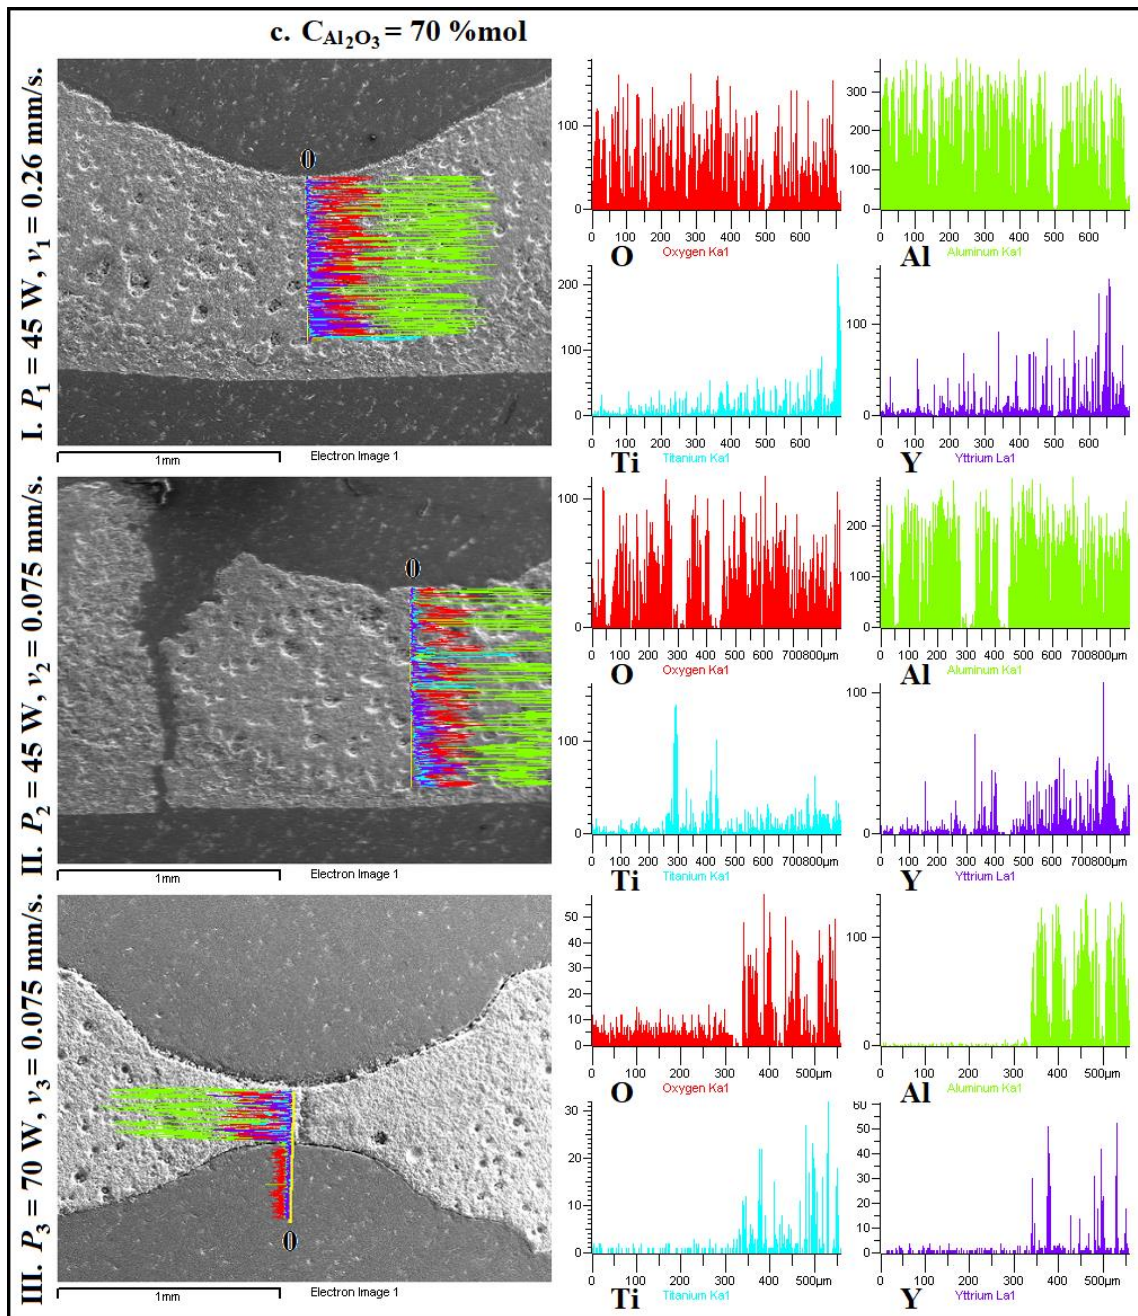 c. C_Al₂O₃ = 70 %mol
I. P₁ = 45 W, v₁ = 0.26 mm/s.
0
1mm
Electron Image 1
100
0
0 100 200 300 400 500 600
O
Oxygen Ka1
300
200
100
0
0 100 200 300 400 500 600
Al
Aluminum Ka1
200
100
0
0 100 200 300 400 500 600
Ti
Titanium Ka1
100
0
0 100 200 300 400 500 600
Y
Yttrium La1
II. P₂ = 45 W, v₂ = 0.075 mm/s.
0
1mm
Electron Image 1
100
50
0
0 100 200 300 400 500 600 700800µm
O
Oxygen Ka1
200
100
0
0 100 200 300 400 500 600 700800µm
Al
Aluminum Ka1
100
0
0 100 200 300 400 500 600 700800µm
Ti
Titanium Ka1
100
50
0
0 100 200 300 400 500 600 700800µm
Y
Yttrium La1
III. P₃ = 70 W, v₃ = 0.075 mm/s.
0
1mm
Electron Image 1
50
40
30
20
10
0
0 100 200 300 400 500µm
O
Oxygen Ka1
100
0
0 100 200 300 400 500µm
Al
Aluminum Ka1
30
20
10
0
0 100 200 300 400 500µm
Ti
Titanium Ka1
60
50
40
30
20
10
0
0 100 200 300 400 500µm
Y
Yttrium La1